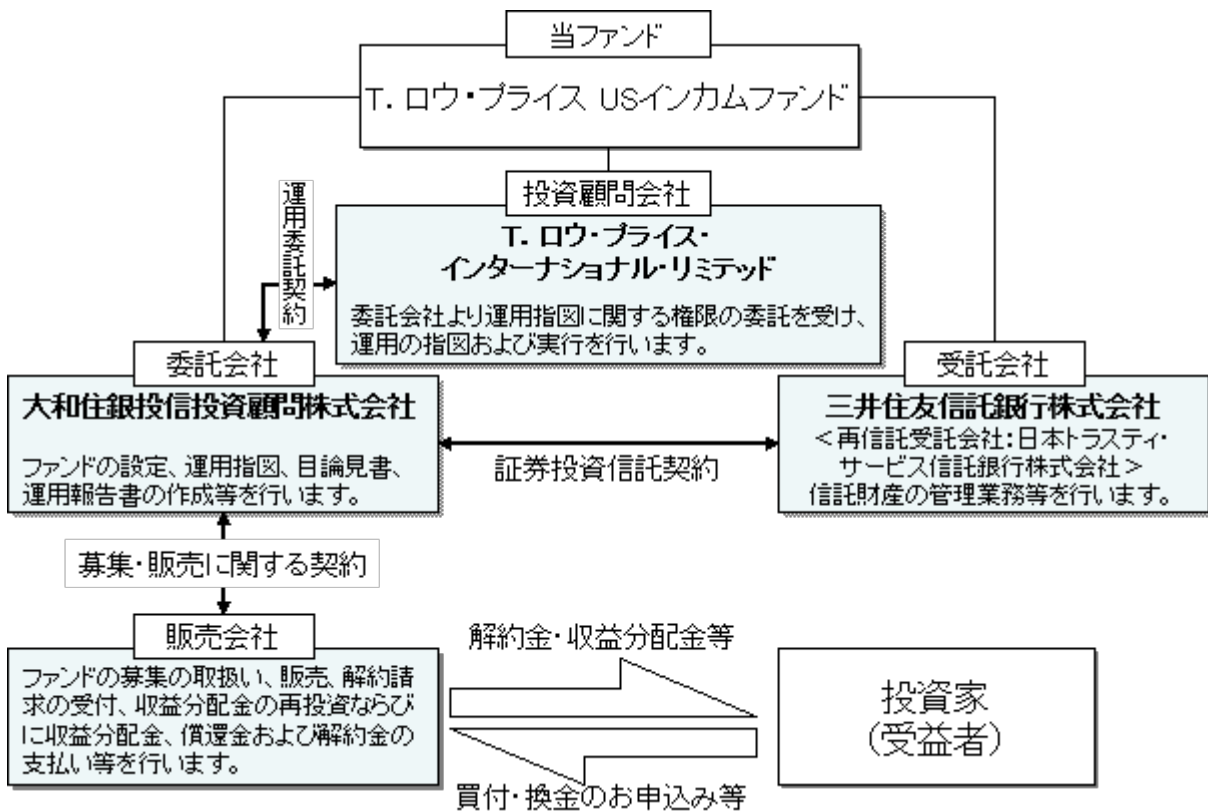 当ファンド
T. ロウ・プライス USインカムファンド
投資顧問会社
T. ロウ・プライス・
インターナショナル・リミテッド
委託会社より運用指図に関する権限の委託を受け、
運用の指図および実行を行います。
運用委託契約
委託会社
大和住銀投信投資顧問株式会社
ファンドの設定、運用指図、目論見書、
運用報告書の作成等を行います。
証券投資信託契約
受託会社
三井住友信託銀行株式会社
＜再信託受託会社:日本トラスティ・
サービス信託銀行株式会社＞
信託財産の管理業務等を行います。
募集・販売に関する契約
販売会社
ファンドの募集の取扱い、販売、解約請
求の受付、収益分配金の再投資ならび
に収益分配金、償還金および解約金の
支払い等を行います。
解約金・収益分配金等
買付・換金のお申込み等
投資家
(受益者)